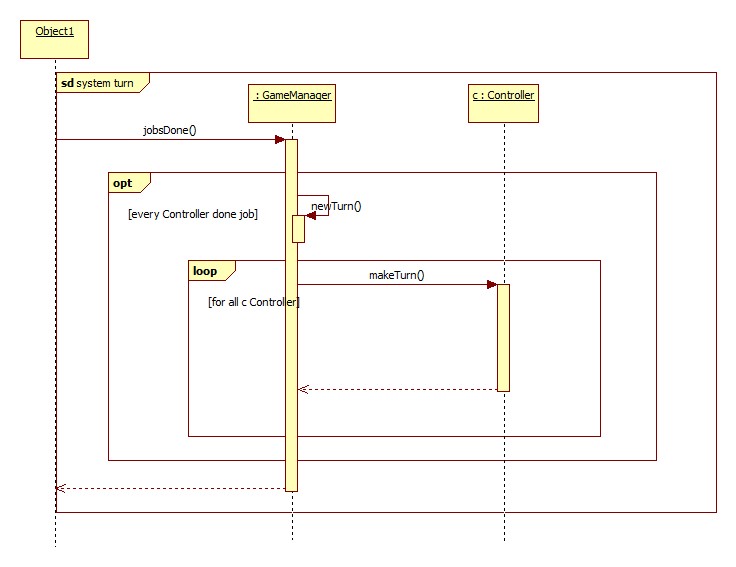 Object1
sd system turn
: GameManager
c : Controller
jobsDone()
opt
newTurn()
[every Controller done job]
loop
makeTurn()
[for all c Controller]